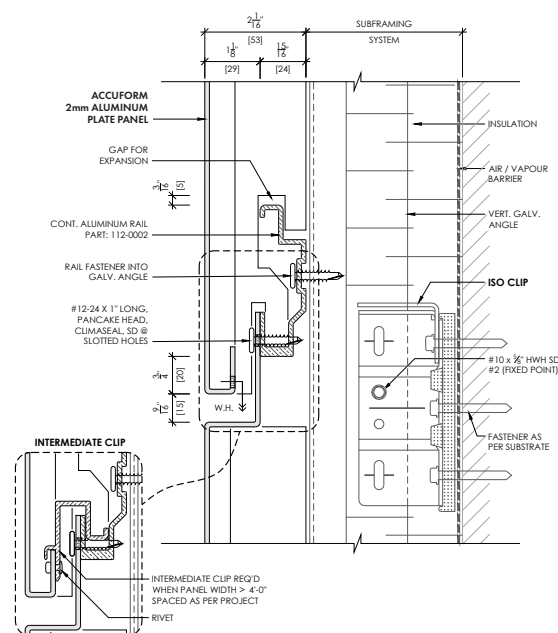 2 1/16"
[53]
SUBFRAMING
SYSTEM
1 1/8"
[29]
15/16"
[24]
ACCUFORM
2mm ALUMINUM
PLATE PANEL
GAP FOR
EXPANSION
3/16
[5]
CONT. ALUMINUM RAIL
PART: 112-0002
RAIL FASTENER INTO
GALV. ANGLE
#12-24 X 1" LONG,
PANCAKE HEAD,
CLIMASEAL, SD @
SLOTTED HOLES
3/4
[20]
9/16
[15]
W.H.
INSULATION
AIR / VAPOUR
BARRIER
VERT. GALV.
ANGLE
ISO CLIP
#10 x 5/8" HWH SD
#2 (FIXED POINT)
FASTENER AS
PER SUBSTRATE
INTERMEDIATE CLIP
INTERMEDIATE CLIP REQ'D
WHEN PANEL WIDTH > 4'-0"
SPACED AS PER PROJECT
RIVET